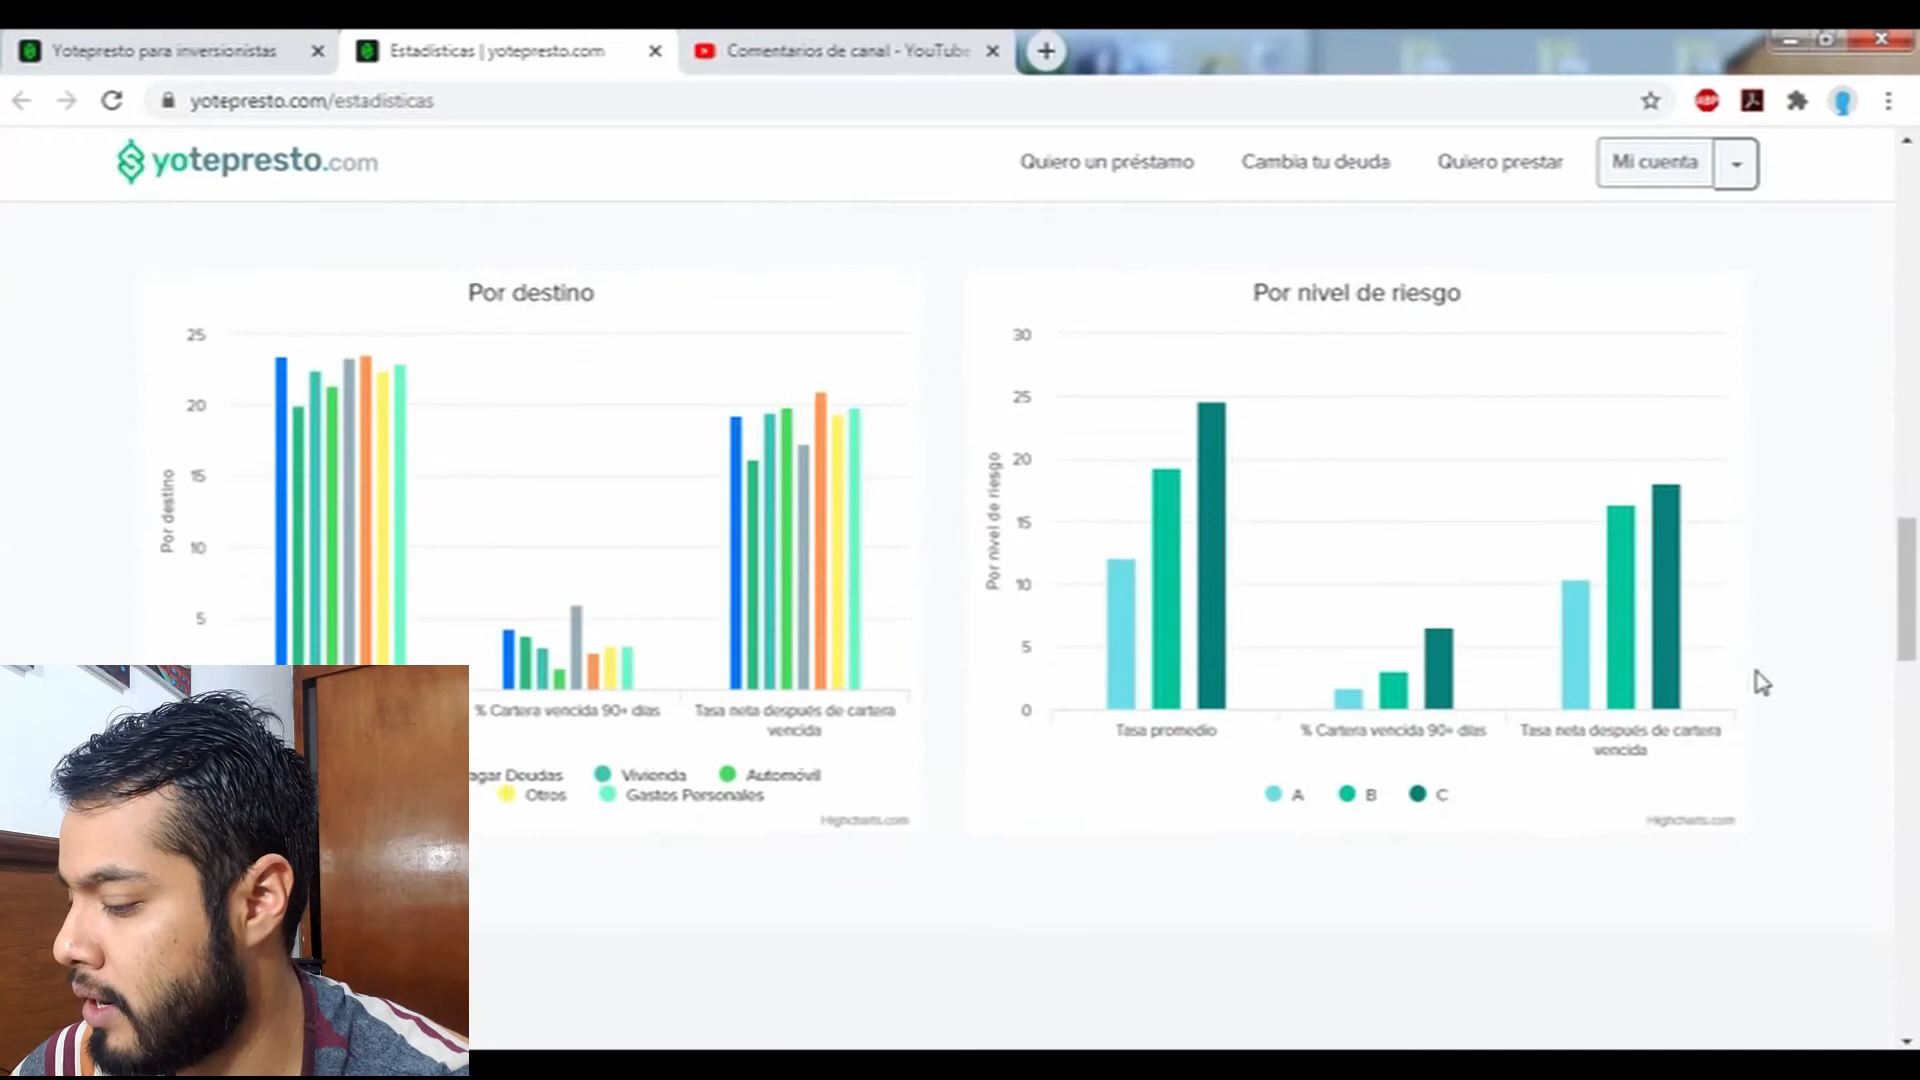 Yotepresto para inversionistas
Estadísticas | yotepresto.com
Comentarios de canal - YouTube
yotepresto.com/estadisticas
ABP
yotepresto.com
Quiero un préstamo
Cambia tu deuda
Quiero prestar
Mi cuenta
Por destino
25
20
15
10
5
Por destino
% Cartera vencida 90+ días
Tasa neta después de cartera
vencida
agar Deudas
Vivienda
Automóvil
Otros
Gastos Personales
Highcharts.com
Por nivel de riesgo
30
25
20
15
10
5
0
Por nivel de riesgo
Tasa promedio
% Cartera vencida 90+ días
Tasa neta después de cartera
vencida
A
B
C
Highcharts.com